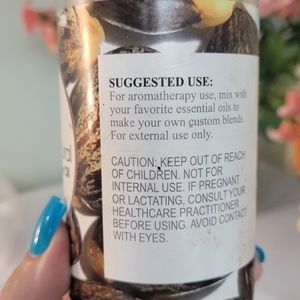 SUGGESTED USE:
For aromatherapy use, mix with
your favorite essential oils to
make your own custom blends.
For external use only.
CAUTION: KEEP OUT OF REACH
OF CHILDREN. NOT FOR
INTERNAL USE. IF PREGNANT
OR LACTATING, CONSULT YOUR
HEALTHCARE PRACTITIONER
BEFORE USING. AVOID CONTACT
WITH EYES.